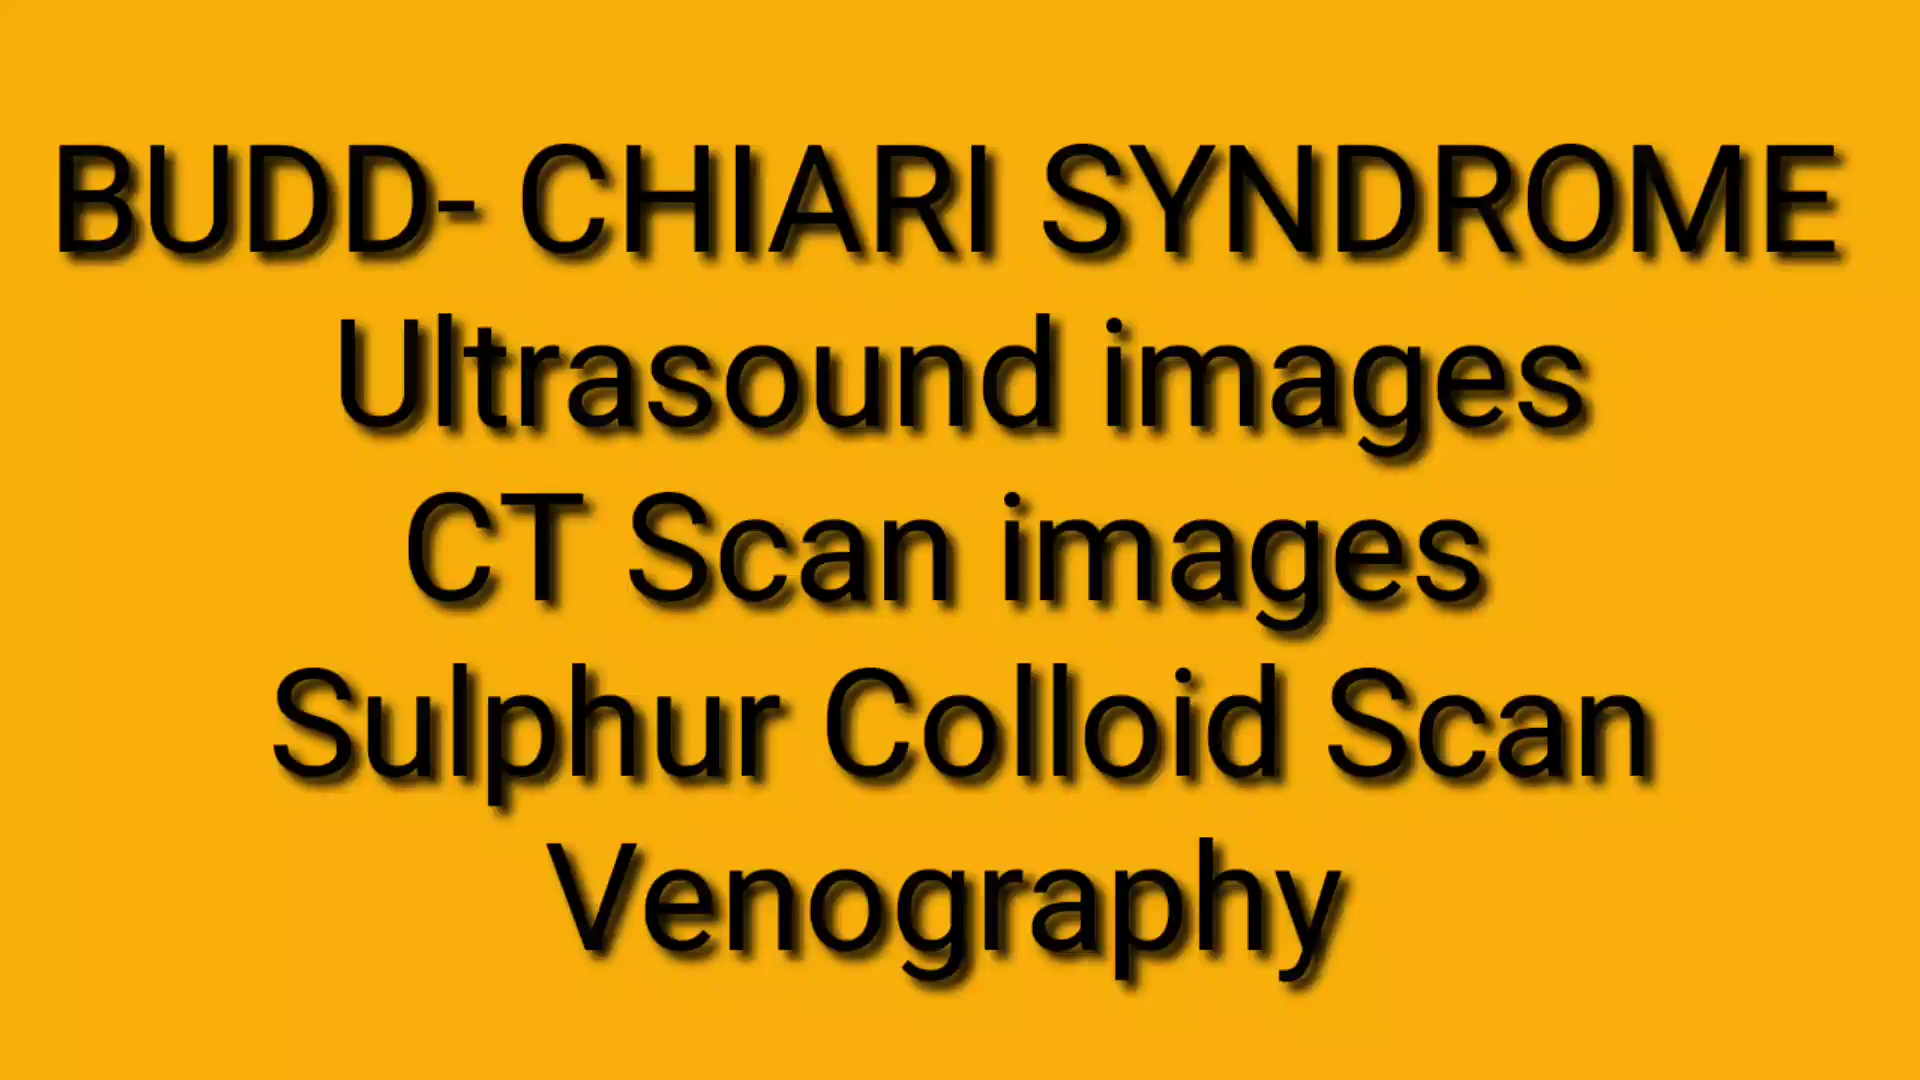 BUDD- CHIARI SYNDROME
Ultrasound images
CT Scan images
Sulphur Colloid Scan
Venography